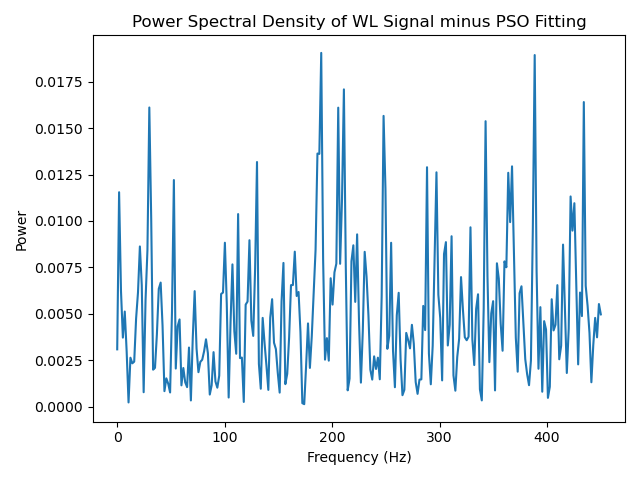 Power Spectral Density of WL Signal minus PSO Fitting
0.0175
0.0150
0.0125
0.0100
0.0075
0.0050
0.0025
0.0000
Power
0 100 200 300 400
Frequency (Hz)